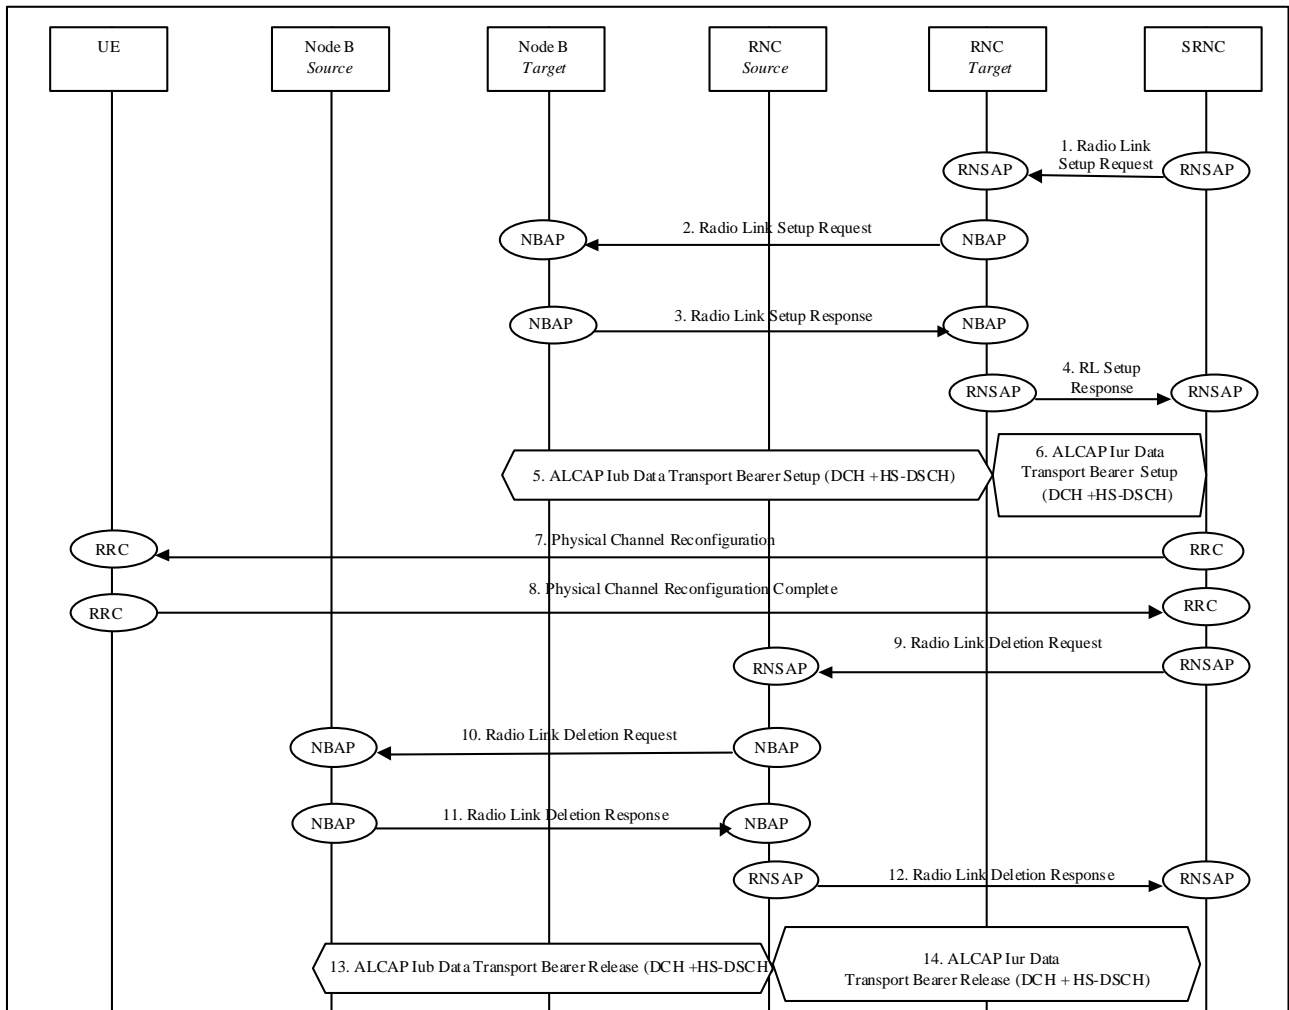 UE
Node B
Source
Node B
Target
RNC
Source
RNC
Target
SRNC
1. Radio Link
Setup Request
RNSAP
RNSAP
2. Radio Link Setup Request
NBAP
NBAP
3. Radio Link Setup Response
NBAP
NBAP
4. RL Setup
Response
RNSAP
RNSAP
5. ALCAP Iub Data Transport Bearer Setup (DCH +HS-DSCH)
6. ALCAP Iur Data
Transport Bearer Setup
(DCH +HS-DSCH)
7. Physical Channel Reconfiguration
RRC
RRC
8. Physical Channel Reconfiguration Complete
RRC
RRC
9. Radio Link Deletion Request
RNSAP
RNSAP
10. Radio Link Deletion Request
NBAP
NBAP
11. Radio Link Deletion Response
NBAP
NBAP
RNSAP
12. Radio Link Deletion Response
RNSAP
13. ALCAP Iub Data Transport Bearer Release (DCH +HS-DSCH)
14. ALCAP Iur Data
Transport Bearer Release (DCH + HS-DSCH)